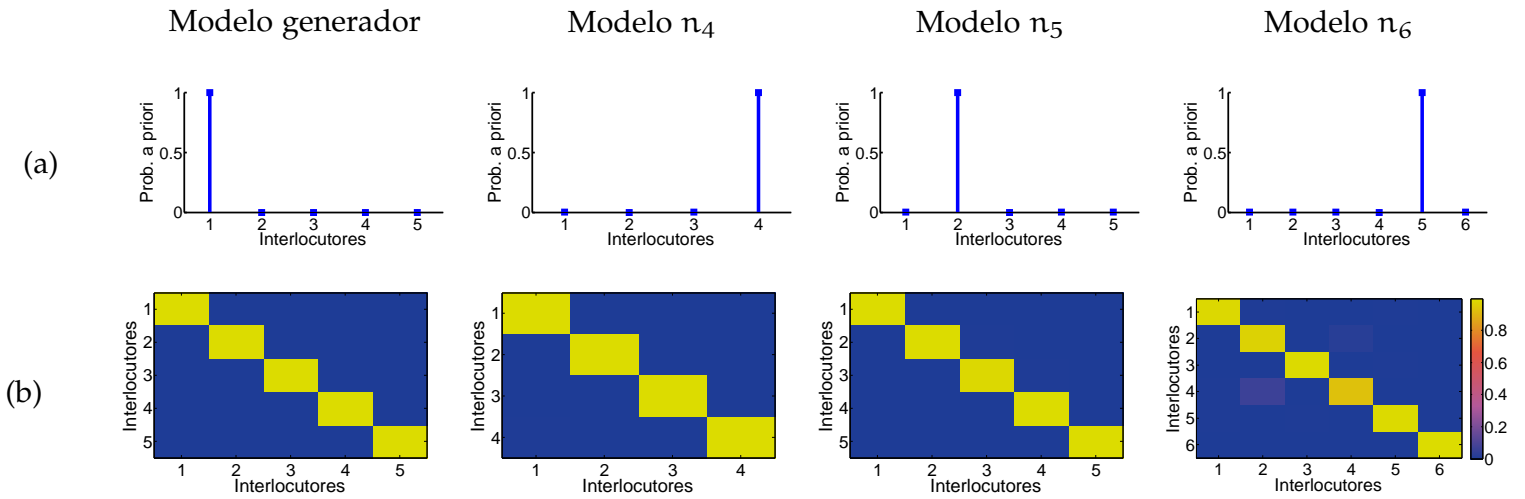 Modelo generador
Modelo n4
Modelo n5
Modelo n6
(a)
Prob. a priori
1
0.5
0
1 2 3 4 5
Interlocutores
Prob. a priori
1
0.5
0
1 2 3 4
Interlocutores
Prob. a priori
1
0.5
0
1 2 3 4 5
Interlocutores
Prob. a priori
1
0.5
0
1 2 3 4 5 6
Interlocutores
(b)
Interlocutores
1
2
3
4
5
1 2 3 4 5
Interlocutores
Interlocutores
1
2
3
4
1 2 3 4
Interlocutores
Interlocutores
1
2
3
4
5
1 2 3 4 5
Interlocutores
Interlocutores
1
2
3
4
5
6
1 2 3 4 5 6
Interlocutores
0.8
0.6
0.4
0.2
0